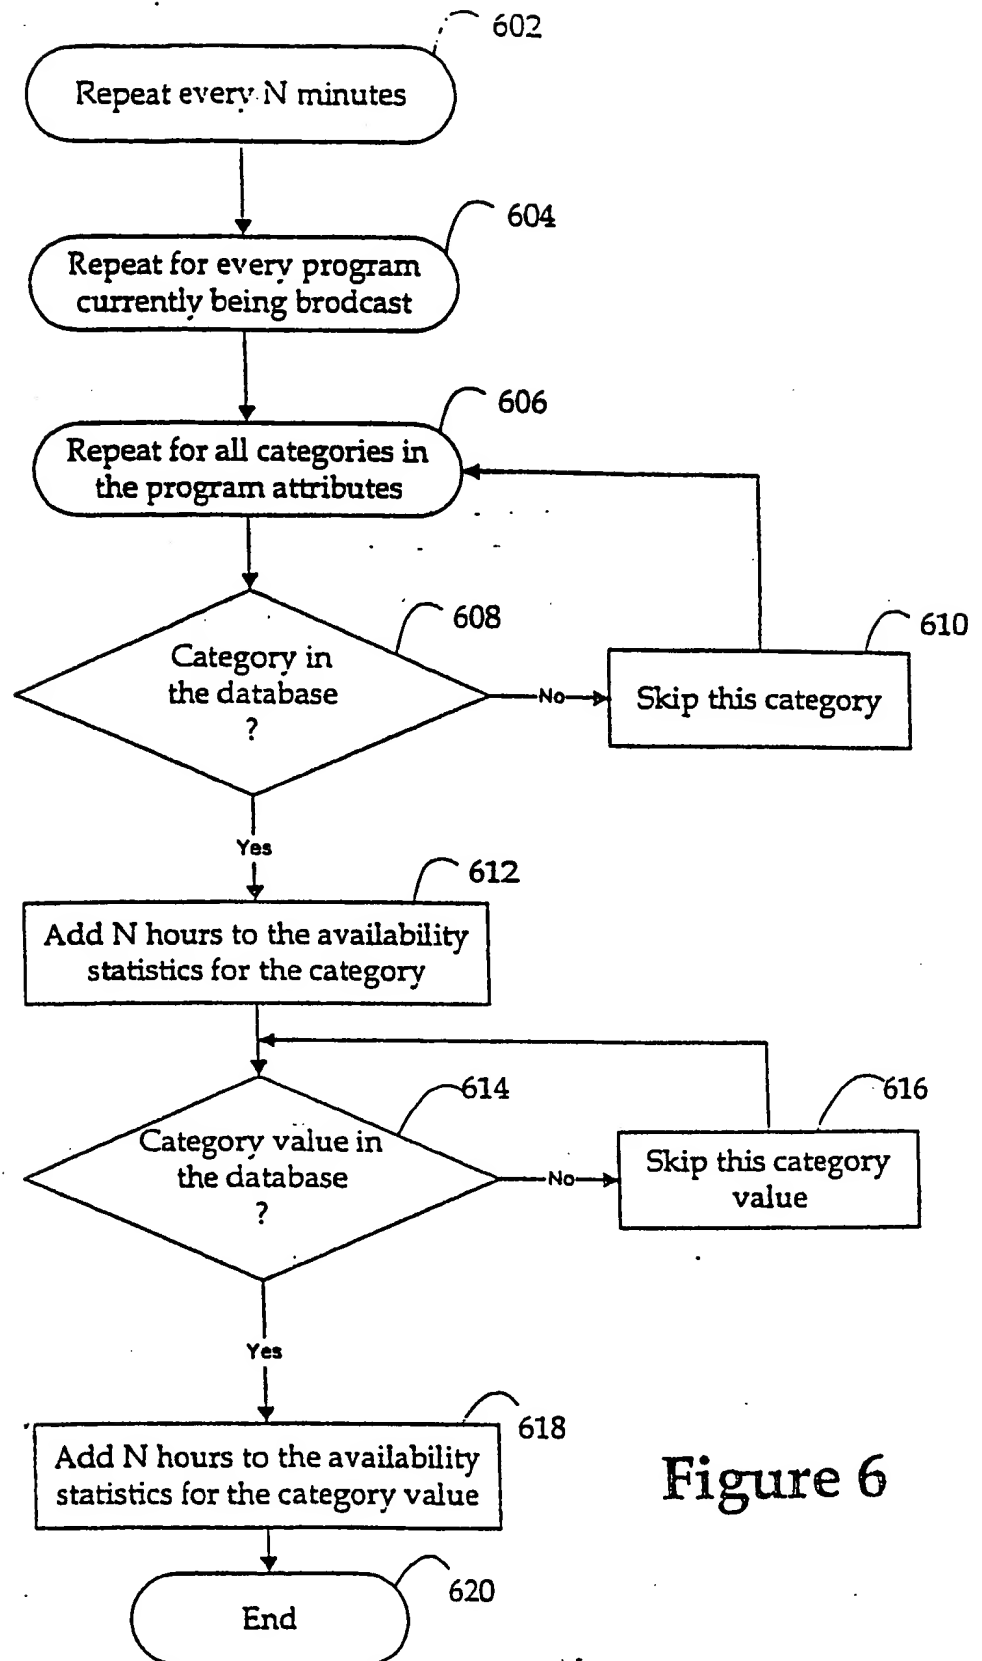 602
Repeat every N minutes
604
Repeat for every program
currently being brodcast
606
Repeat for all categories in
the program attributes
608
Category in
the database
?
No
610
Skip this category
Yes
612
Add N hours to the availability
statistics for the category
614
Category value in
the database
?
No
616
Skip this category
value
Yes
618
Add N hours to the availability
statistics for the category value
Figure 6
620
End